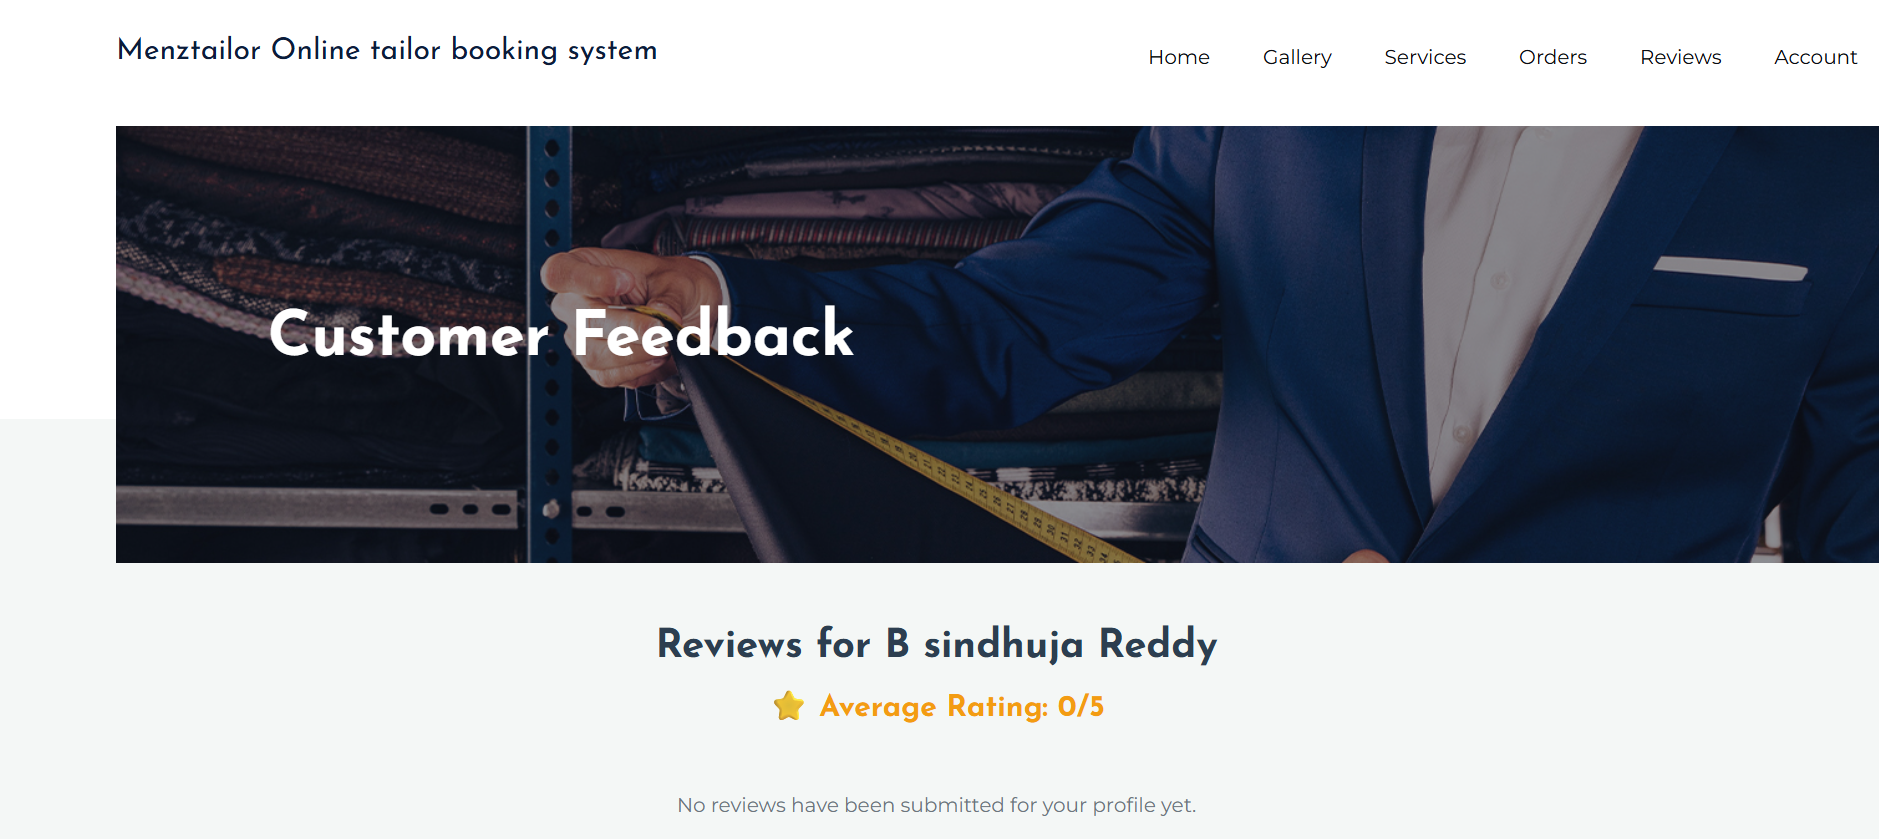 Menztailor Online tailor booking system
Home Gallery Services Orders Reviews Account
Customer Feedback
Reviews for B sindhuja Reddy
Average Rating: 0/5
No reviews have been submitted for your profile yet.